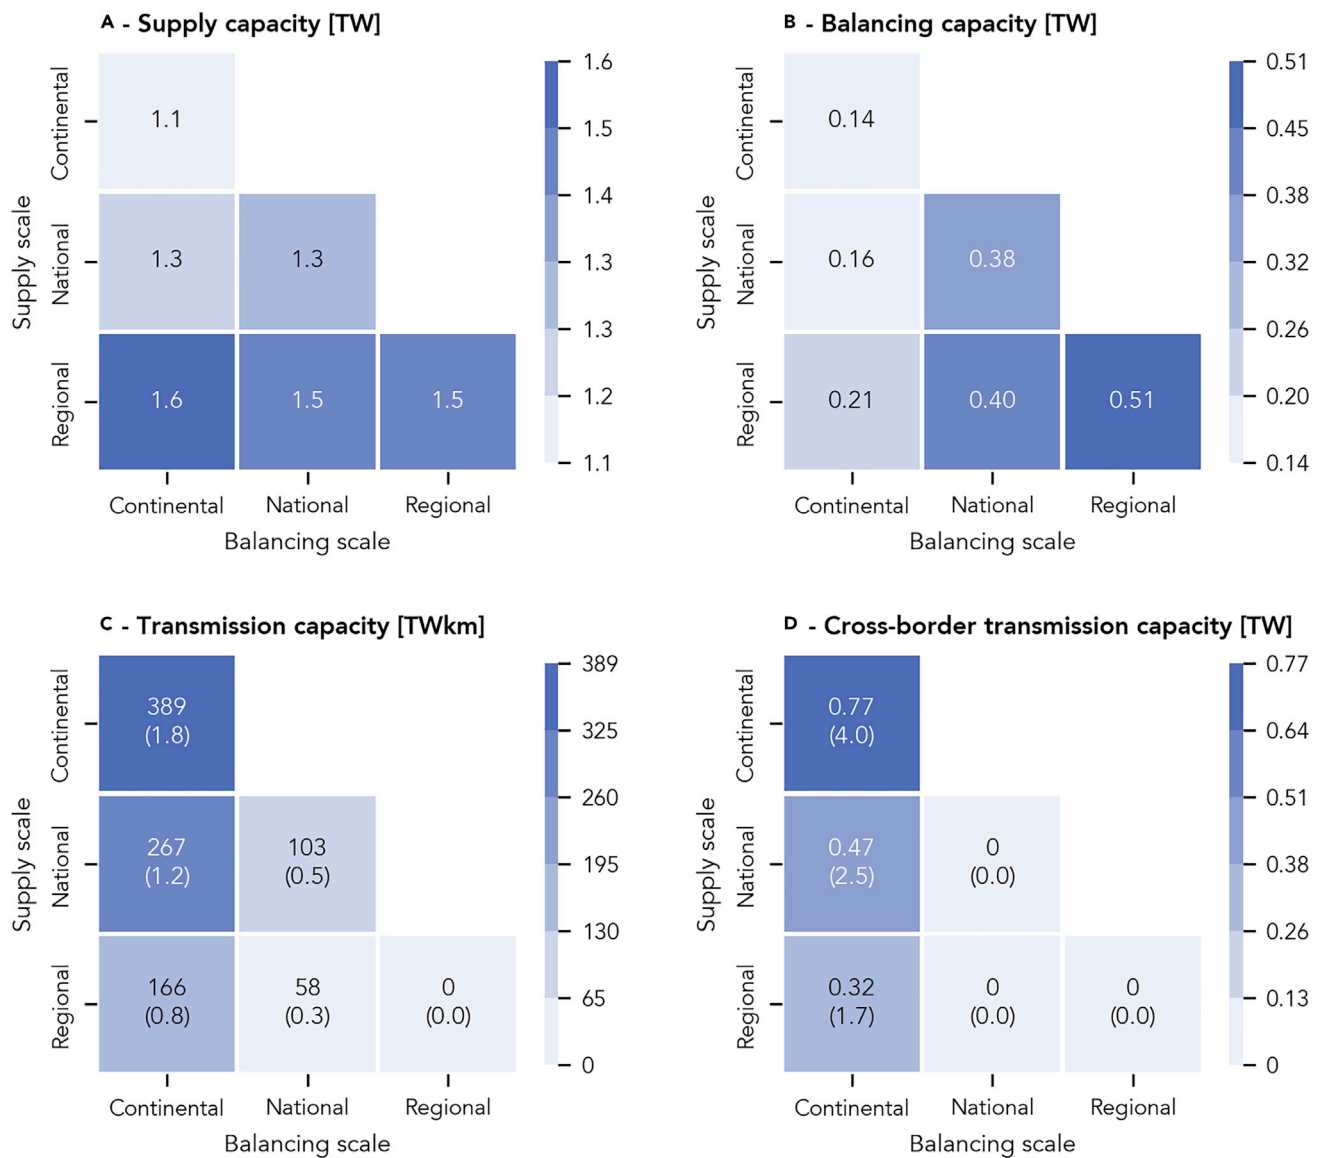 A - Supply capacity [TW]
Supply scale
Continental
National
Regional
1.1
1.3 1.3
1.6 1.5 1.5
Continental National Regional
Balancing scale
1.6
1.5
1.4
1.3
1.3
1.2
1.1
B - Balancing capacity [TW]
Supply scale
Continental
National
Regional
0.14
0.16 0.38
0.21 0.40 0.51
Continental National Regional
Balancing scale
0.51
0.45
0.38
0.32
0.26
0.20
0.14
C - Transmission capacity [TWkm]
Supply scale
Continental
National
Regional
389
(1.8)
267 103
(1.2) (0.5)
166 58 0
(0.8) (0.3) (0.0)
Continental National Regional
Balancing scale
389
325
260
195
130
65
0
D - Cross-border transmission capacity [TW]
Supply scale
Continental
National
Regional
0.77
(4.0)
0.47 0
(2.5) (0.0)
0.32 0 0
(1.7) (0.0) (0.0)
Continental National Regional
Balancing scale
0.77
0.64
0.51
0.38
0.26
0.13
0